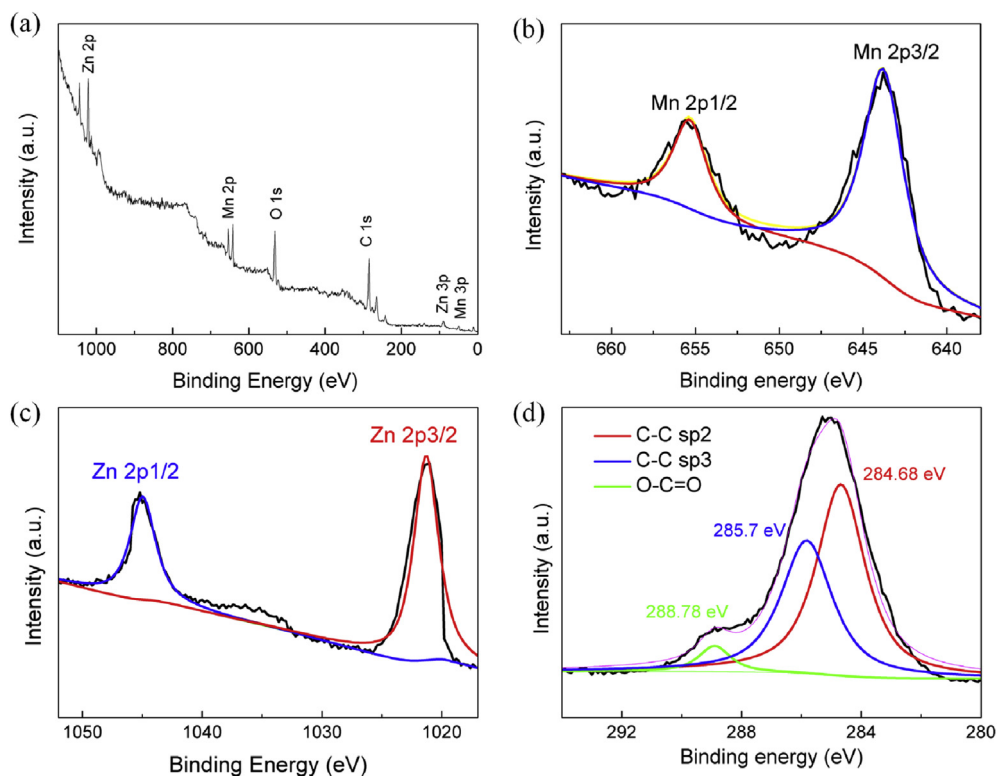 (a)
Zn 2p
Mn 2p
O 1s
C 1s
Zn 3p
Mn 3p
Intensity (a.u.)
1000 800 600 400 200 0
Binding Energy (eV)
(b)
Mn 2p1/2
Mn 2p3/2
Intensity (a.u.)
660 655 650 645 640
Binding energy (eV)
(c)
Zn 2p1/2
Zn 2p3/2
Intensity (a.u.)
1050 1040 1030 1020
Binding Energy (eV)
(d)
C-C sp2
C-C sp3
O-C=O
284.68 eV
285.7 eV
288.78 eV
Intensity (a.u.)
292 288 284 280
Binding energy (eV)